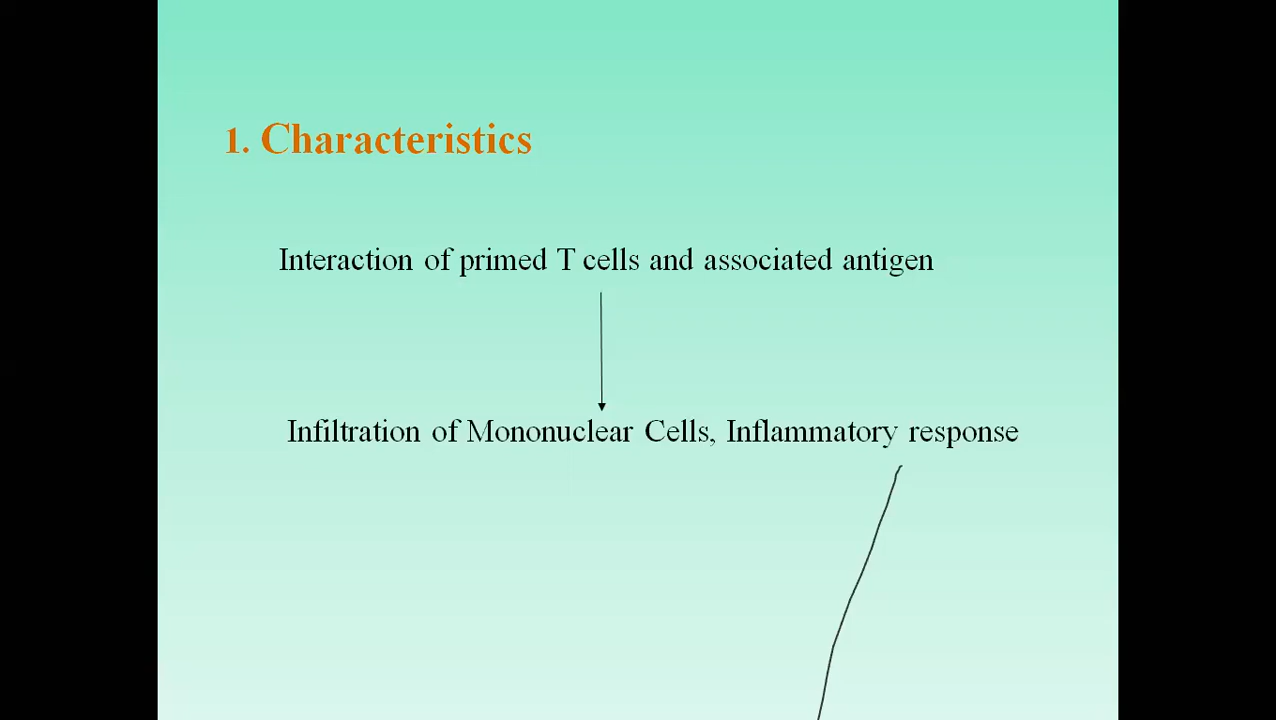 1. Characteristics
Interaction of primed T cells and associated antigen
Infiltration of Mononuclear Cells, Inflammatory response